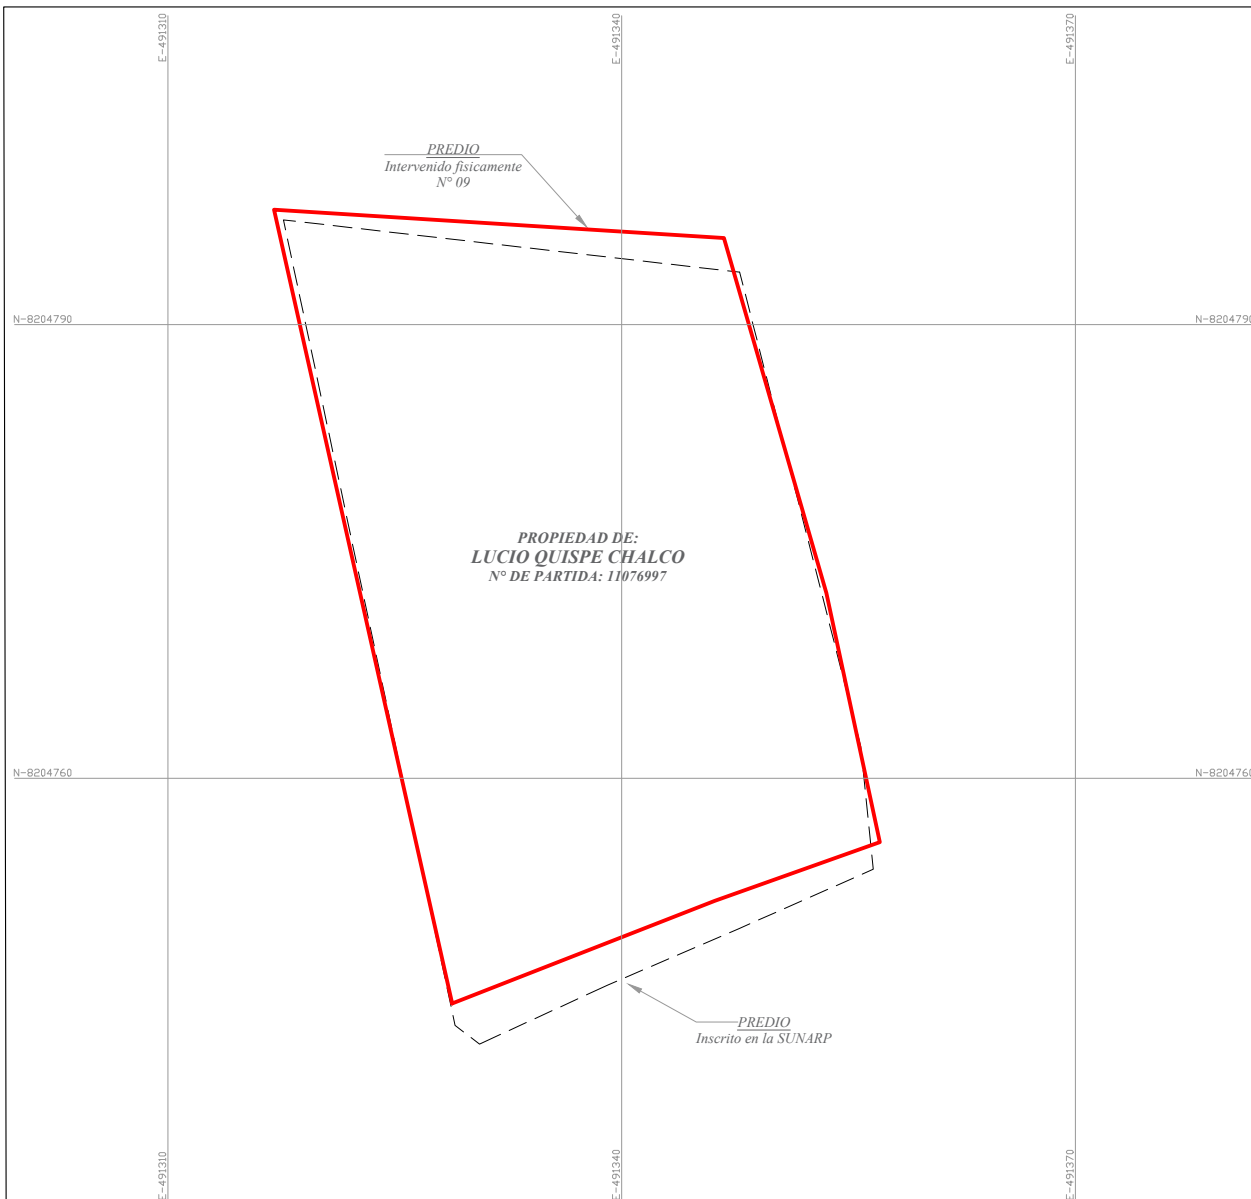 E-491310
E-491340
E-491370
PREDIO
Intervenido fisicamente
N° 09
N-8204790
N-8204790
PROPIEDAD DE:
LUCIO QUISPE CHALCO
N° DE PARTIDA: 11076997
N-8204760
N-8204760
PREDIO
Inscrito en la SUNARP
E-491310
E-491340
E-491370